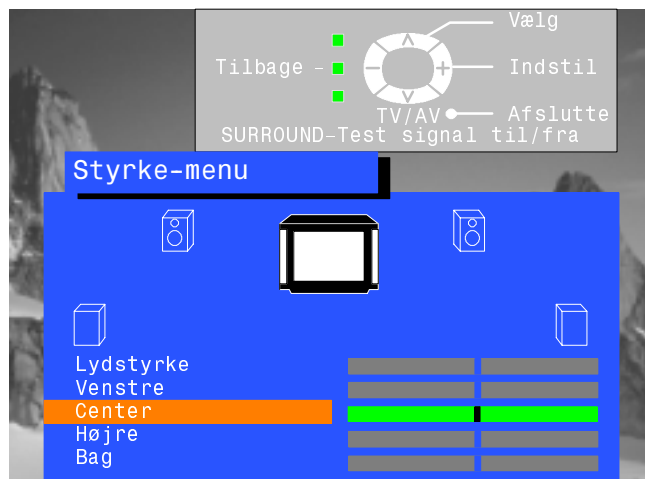 Vælg
Tilbage – Indstil
TV/AV Afslutte
SURROUND–Test signal til/fra
Styrke–menu
Lydstyrke
Venstre
Center
Højre
Bag